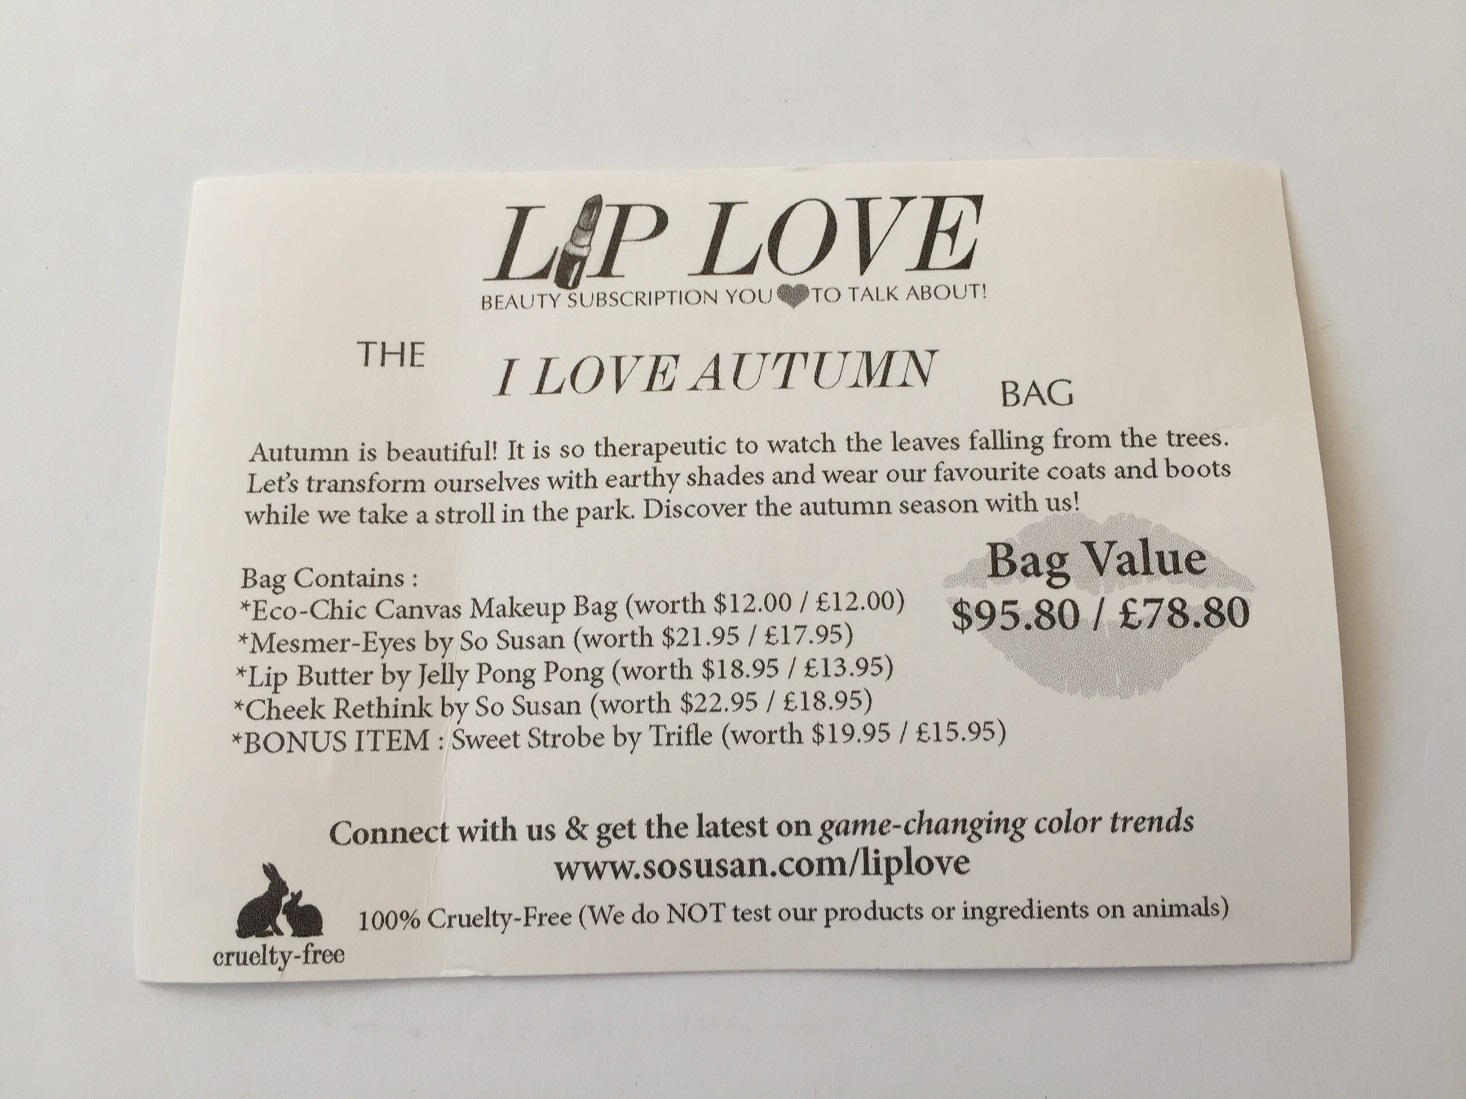 LIP LOVE
BEAUTY SUBSCRIPTION YOU TO TALK ABOUT!
THE I LOVE AUTUMN BAG
Autumn is beautiful! It is so therapeutic to watch the leaves falling from the trees.
Let's transform ourselves with earthy shades and wear our favourite coats and boots
while we take a stroll in the park. Discover the autumn season with us!
Bag Contains :
*Eco-Chic Canvas Makeup Bag (worth $12.00 / £12.00)
*Mesmer-Eyes by So Susan (worth $21.95 / £17.95)
*Lip Butter by Jelly Pong Pong (worth $18.95 / £13.95)
*Cheek Rethink by So Susan (worth $22.95 / £18.95)
*BONUS ITEM : Sweet Strobe by Trifle (worth $19.95 / £15.95)
Bag Value
$95.80 / £78.80
Connect with us & get the latest on game-changing color trends
www.sosusan.com/liplove
100% Cruelty-Free (We do NOT test our products or ingredients on animals)
cruelty-free